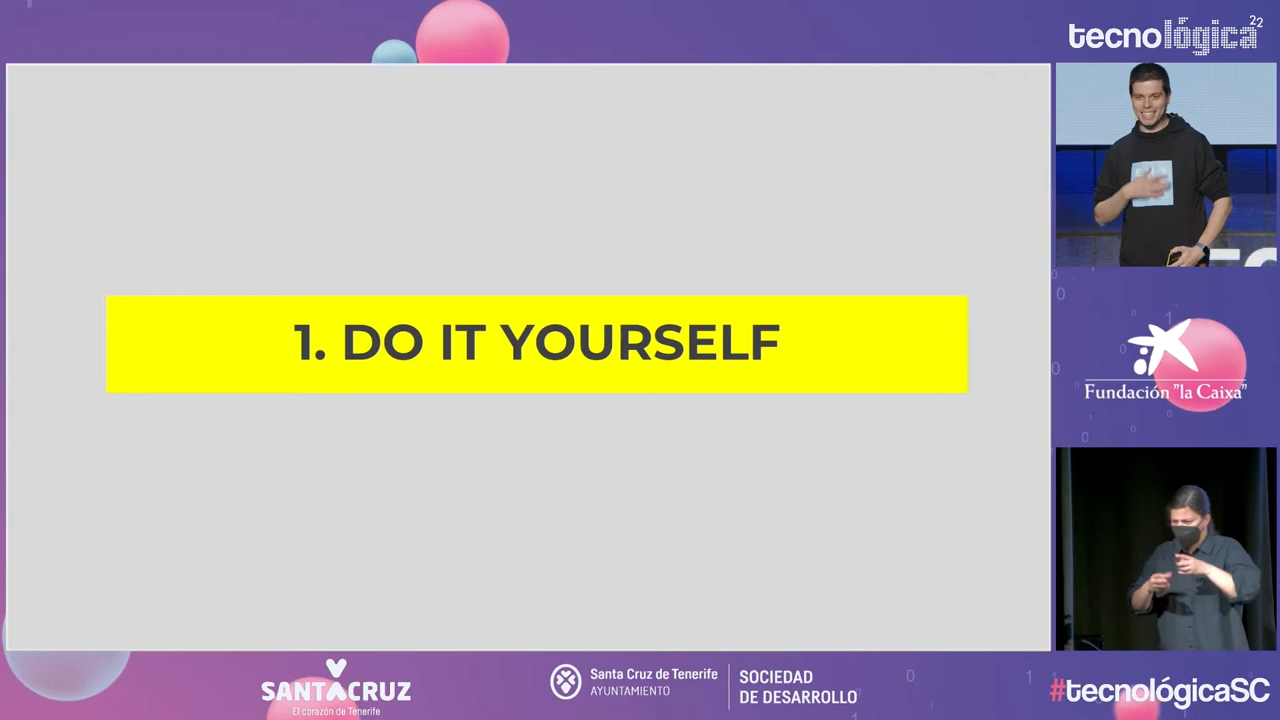 tecnológica22
1. DO IT YOURSELF
Fundación "la Caixa"
SANTACRUZ
El corazón de Tenerife
Santa Cruz de Tenerife
AYUNTAMIENTO
SOCIEDAD
DE DESARROLLO
#tecnológicaSC